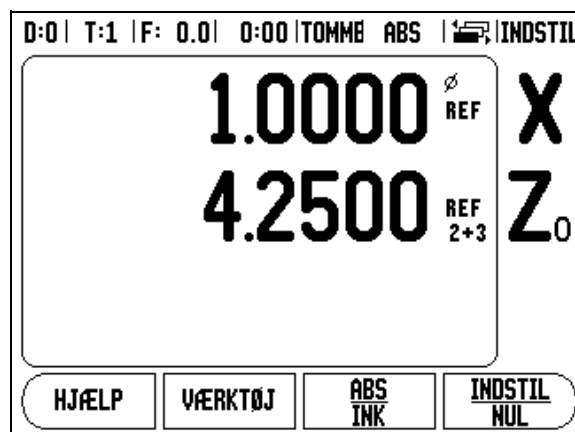 D:0 | T:1 | F: 0.0 | 0:00 | TOMME ABS | INDSTIL
1.0000 Ø REF X
4.2500 REF 2+3 Z0
HJÆLP VÆRKTØJ ABS INK INDSTIL NUL